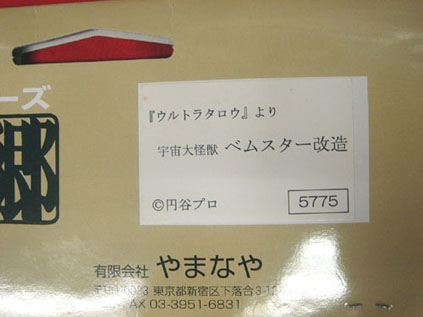 ーズ
郷
『ウルトラタロウ』より
宇宙大怪獣 ベムスター改造
©円谷プロ
5775
有限会社 やまなや
東京都新宿区下落合3-12
AX 03-3951-6831